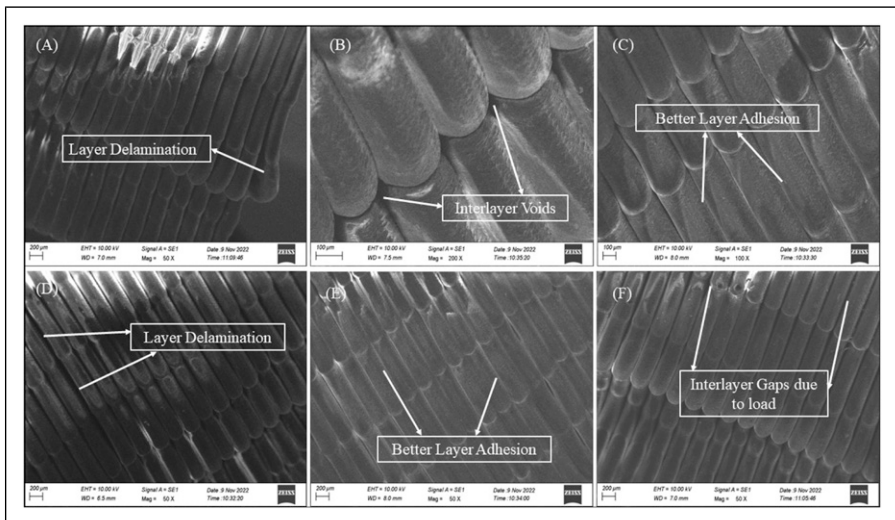 (A)
Layer Delamination
200 µm
EHT = 10.00 kV
Signal A = SE1
Date :9 Nov 2022
WD = 7.0 mm
Mag = 50 X
Time :11:09:46
ZEISS
(B)
Interlayer Voids
100 µm
EHT = 10.00 kV
Signal A = SE1
Date :9 Nov 2022
WD = 7.5 mm
Mag = 200 X
Time :10:35:20
ZEISS
(C)
Better Layer Adhesion
100 µm
EHT = 10.00 kV
Signal A = SE1
Date :9 Nov 2022
WD = 8.0 mm
Mag = 100 X
Time :10:33:30
ZEISS
(D)
Layer Delamination
200 µm
EHT = 10.00 kV
Signal A = SE1
Date :9 Nov 2022
WD = 8.5 mm
Mag = 50 X
Time :10:32:20
ZEISS
(E)
Better Layer Adhesion
200 µm
EHT = 10.00 kV
Signal A = SE1
Date :9 Nov 2022
WD = 8.0 mm
Mag = 50 X
Time :10:34:00
ZEISS
(F)
Interlayer Gaps due
to load
200 µm
EHT = 10.00 kV
Signal A = SE1
Date :9 Nov 2022
WD = 7.0 mm
Mag = 50 X
Time :11:05:46
ZEISS